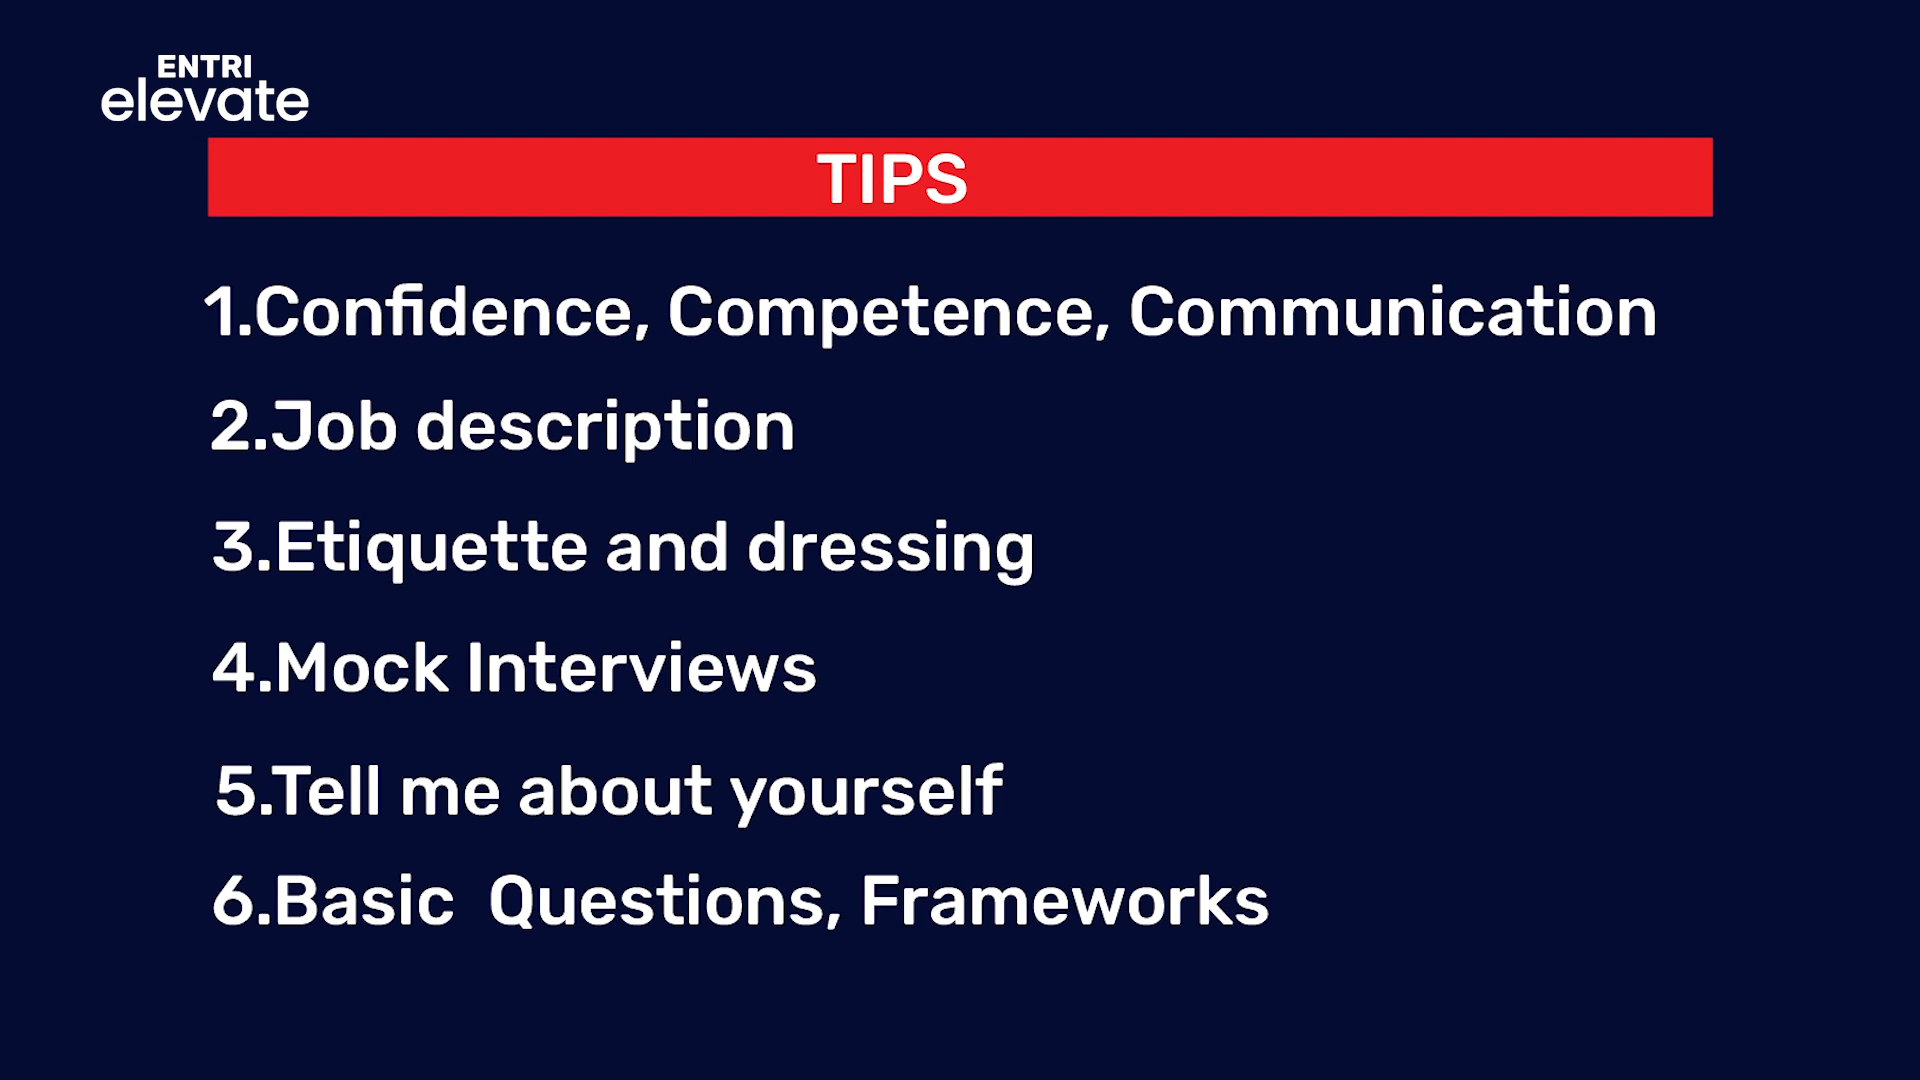 ENTRI
elevate
TIPS
1.Confidence, Competence, Communication
2.Job description
3.Etiquette and dressing
4.Mock Interviews
5.Tell me about yourself
6.Basic  Questions, Frameworks